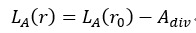 L_A(r) = L_A(r_0) − A_div